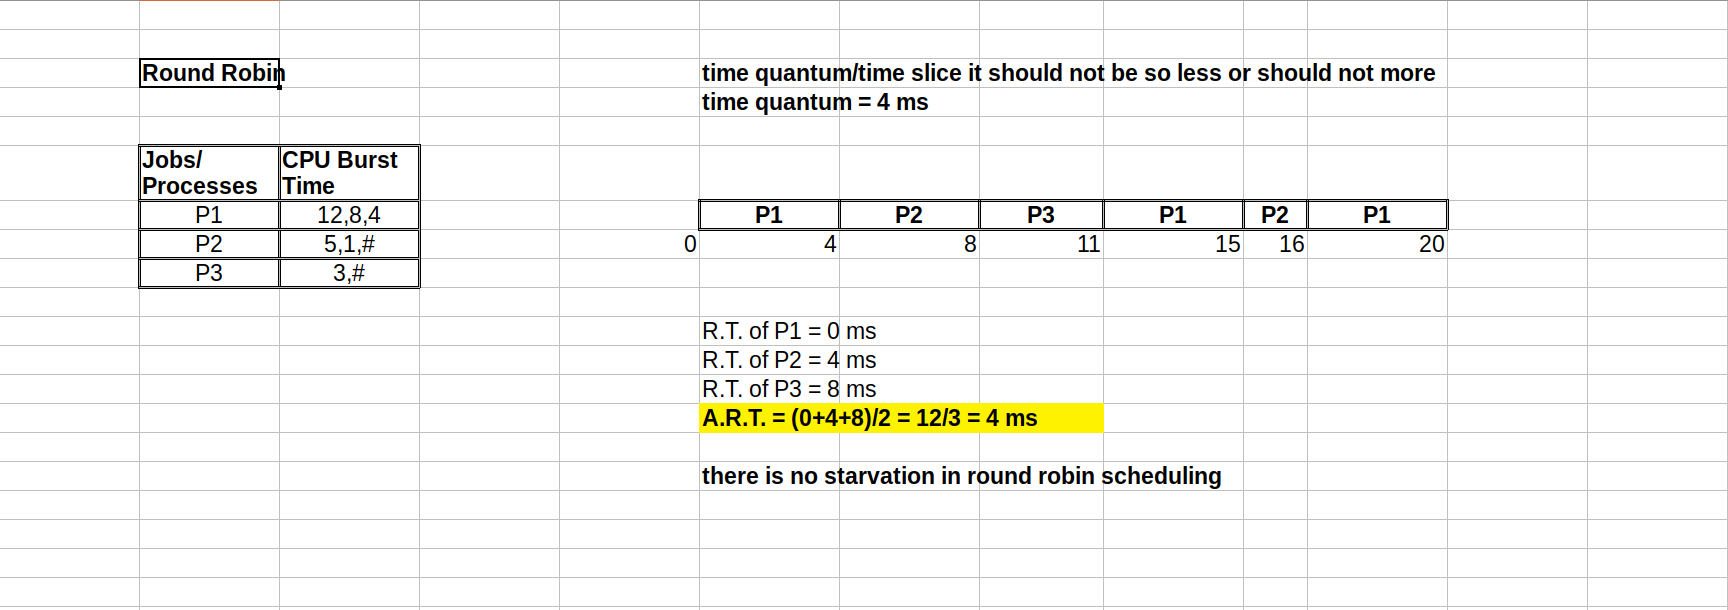 Round Robin
time quantum/time slice it should not be so less or should not more
time quantum = 4 ms
Jobs/ Processes CPU Burst Time
P1 12,8,4
P2 5,1,#
P3 3,#
P1 P2 P3 P1 P2 P1
0 4 8 11 15 16 20
R.T. of P1 = 0 ms
R.T. of P2 = 4 ms
R.T. of P3 = 8 ms
A.R.T. = (0+4+8)/2 = 12/3 = 4 ms
there is no starvation in round robin scheduling